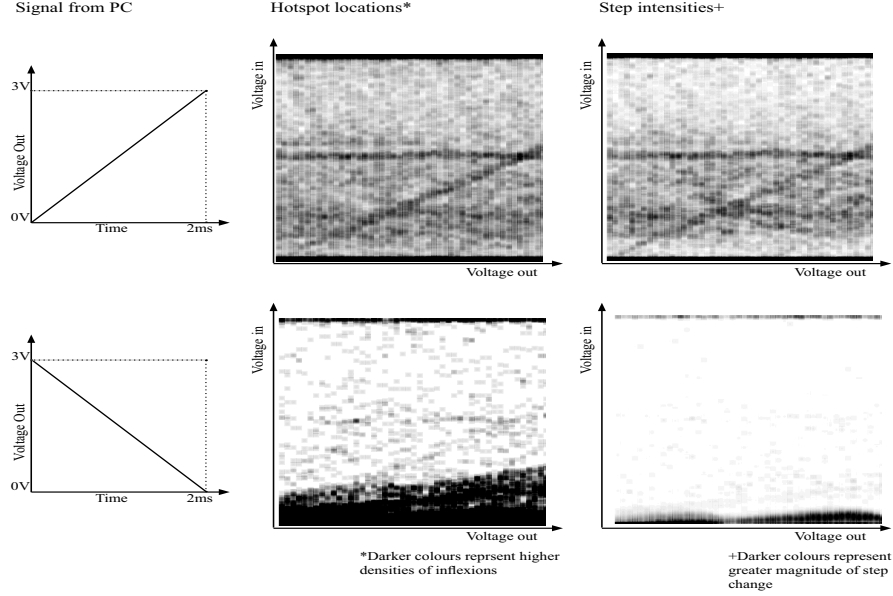 Signal from PC
Hotspot locations*
Step intensities+
3V
Voltage Out
0V
Time
2ms
Voltage in
Voltage out
Voltage in
Voltage out
3V
Voltage Out
0V
Time
2ms
Voltage in
Voltage out
*Darker colours reprsent higher
densities of inflexions
Voltage in
Voltage out
+Darker colours represent
greater magnitude of step
change